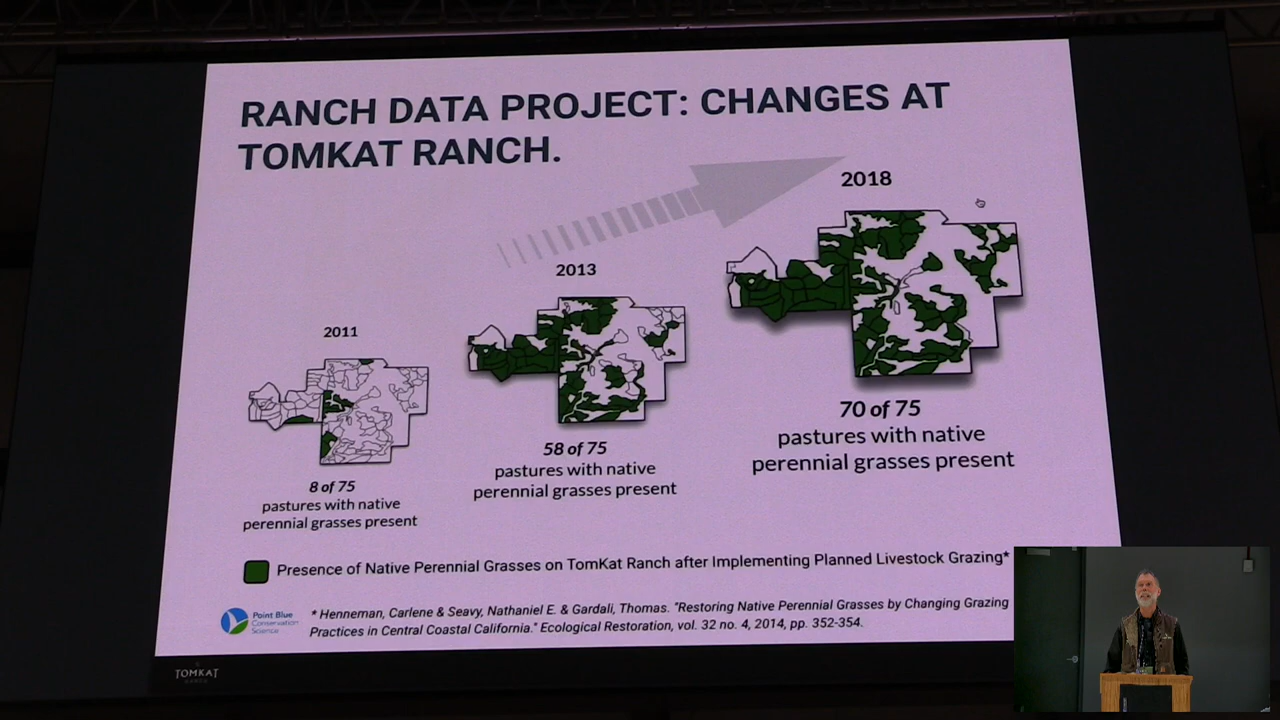 RANCH DATA PROJECT: CHANGES AT
TOMKAT RANCH.
2011
8 of 75
pastures with native
perennial grasses present
2013
58 of 75
pastures with native
perennial grasses present
2018
70 of 75
pastures with native
perennial grasses present
Presence of Native Perennial Grasses on TomKat Ranch after Implementing Planned Livestock Grazing*
Point Blue
Conservation
Science
* Henneman, Carlene & Seavy, Nathaniel E. & Gardali, Thomas. "Restoring Native Perennial Grasses by Changing Grazing
Practices in Central Coastal California." Ecological Restoration, vol. 32 no. 4, 2014, pp. 352-354.
TOMKAT
RANCH